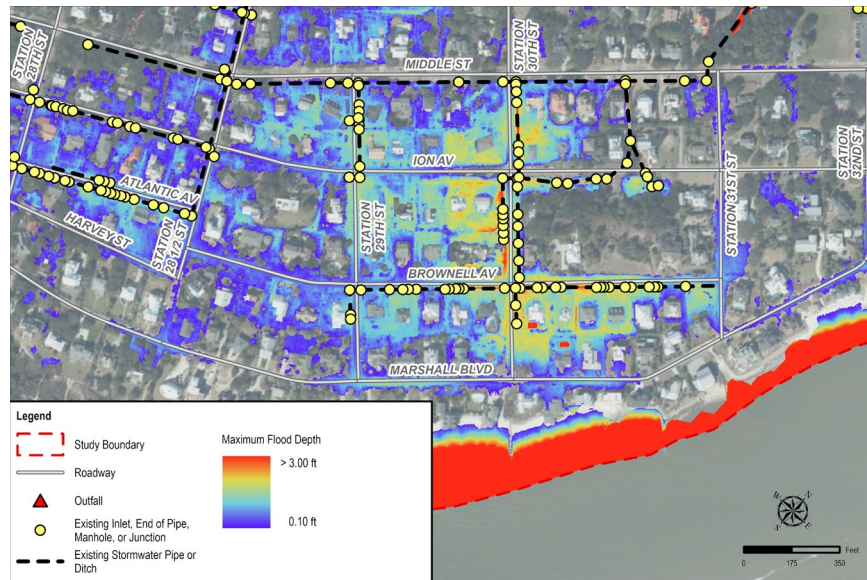 STATION
28TH ST
MIDDLE ST
STATION
30TH ST
ION AV
STATION
29TH ST
STATION 31ST ST
STATION
32ND ST
ATLANTIC AV
HARVEY ST
STATION
28 1/2 ST
BROWNELL AV
MARSHALL BLVD
Legend
Study Boundary
Roadway
Outfall
Existing Inlet, End of Pipe,
Manhole, or Junction
Existing Stormwater Pipe or
Ditch
Maximum Flood Depth
> 3.00 ft
0.10 ft
N
W
E
S
Feet
0 175 350